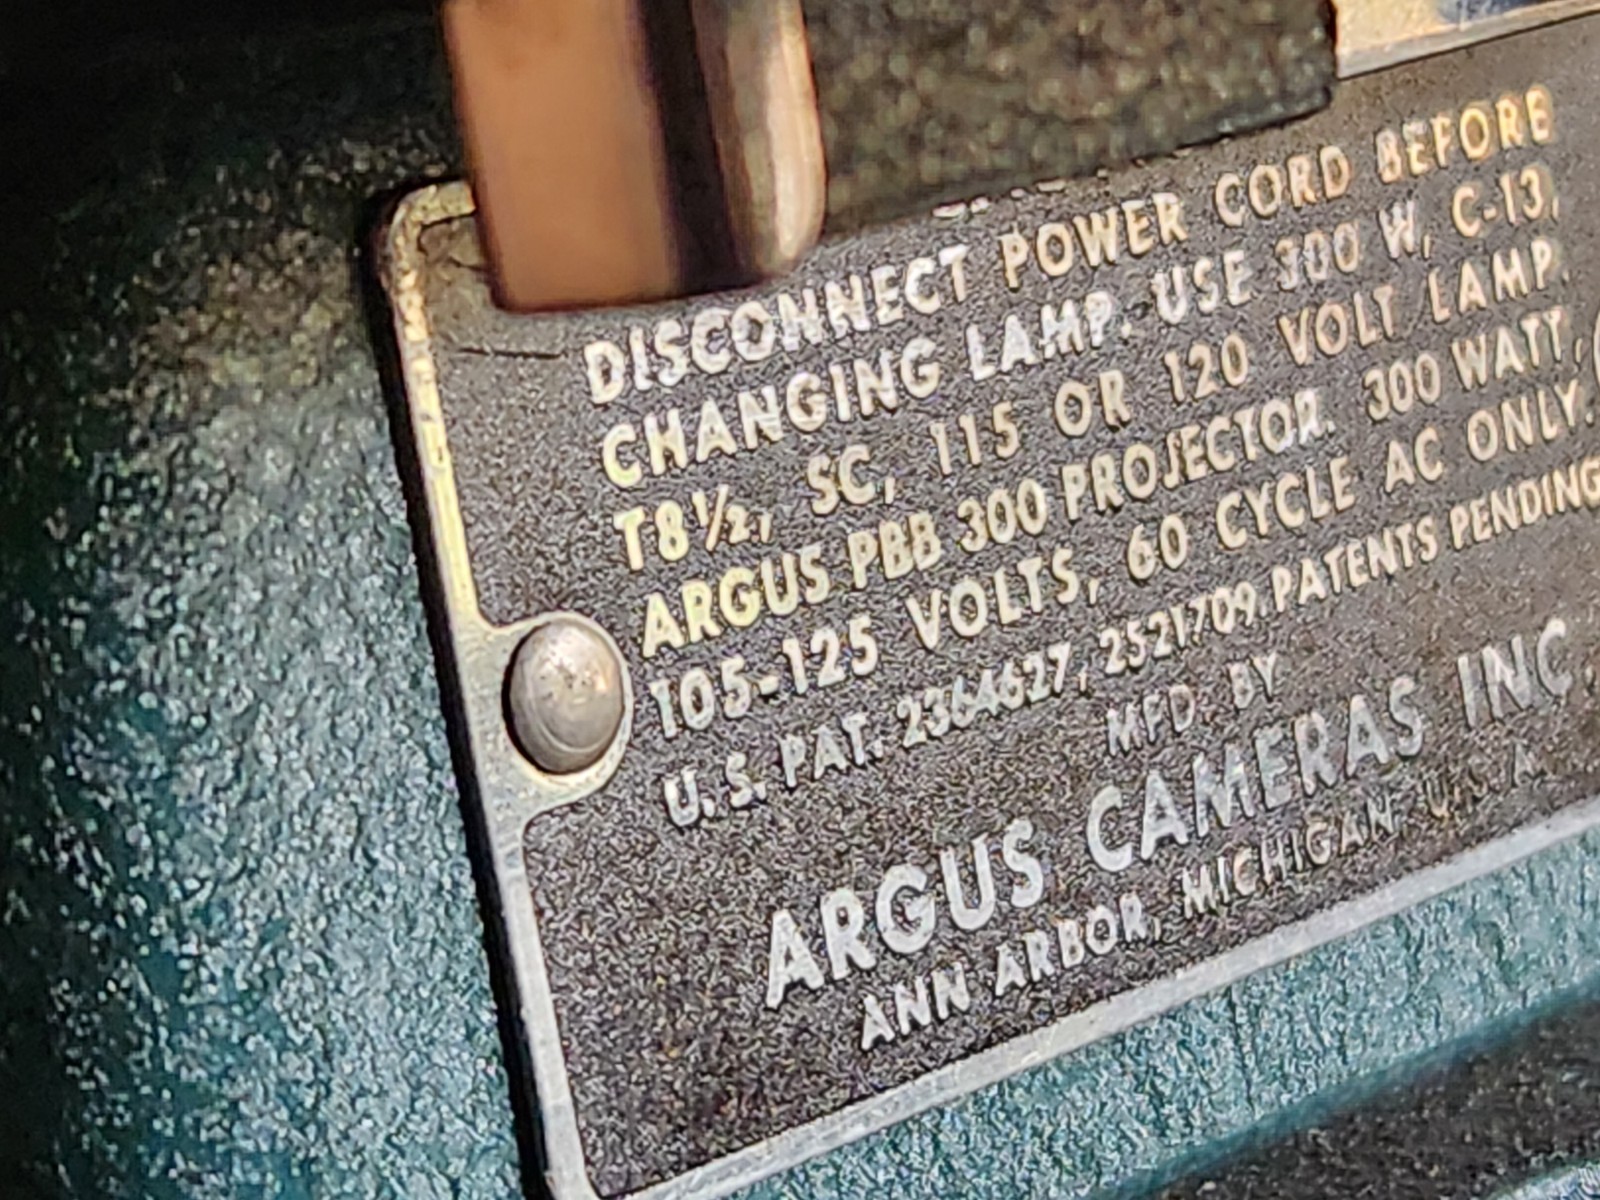 DISCONNECT POWER CORD BEFORE
CHANGING LAMP. USE 300 W, C-13,
T8½, SC, 115 OR 120 VOLT LAMP.
ARGUS PBB 300 PROJECTOR. 300 WATT,
105-125 VOLTS, 60 CYCLE AC ONLY.
U.S. PAT. 2364627, 2521709. PATENTS PENDING
MFD BY
ARGUS CAMERAS INC.
ANN ARBOR, MICHIGAN U.S.A.